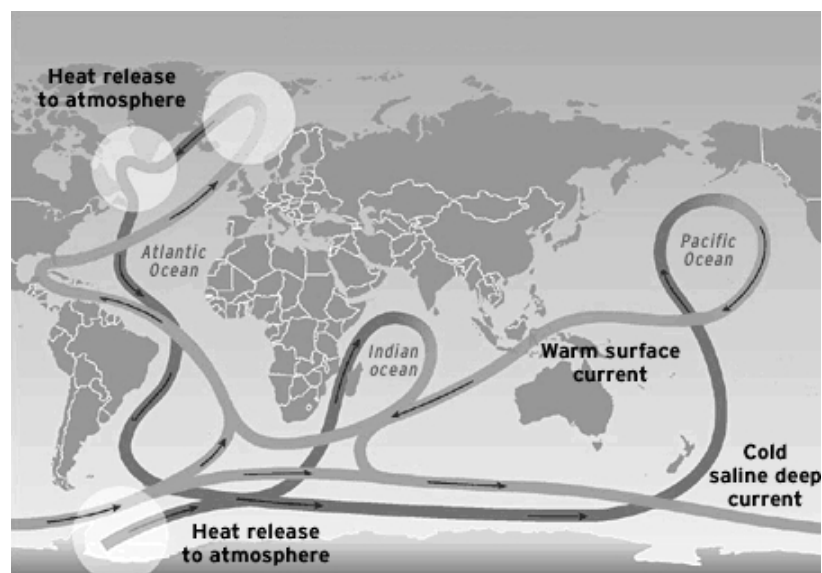 Heat release
to atmosphere
Atlantic
Ocean
Pacific
Ocean
Indian
ocean
Warm surface
current
Cold
saline deep
current
Heat release
to atmosphere